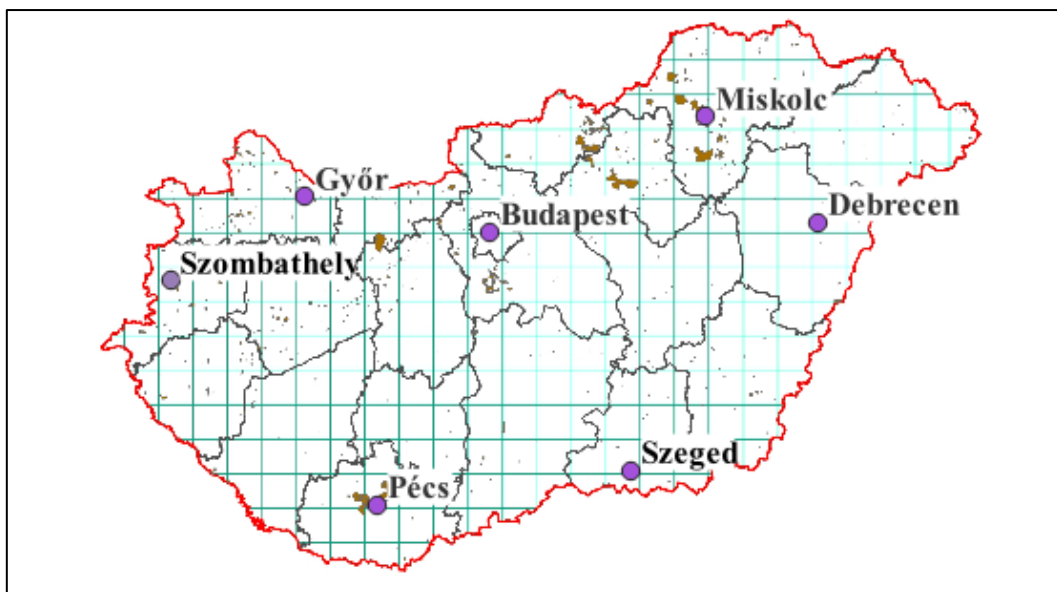 Miskolc
Győr
Debrecen
Budapest
Szombathely
Szeged
Pécs